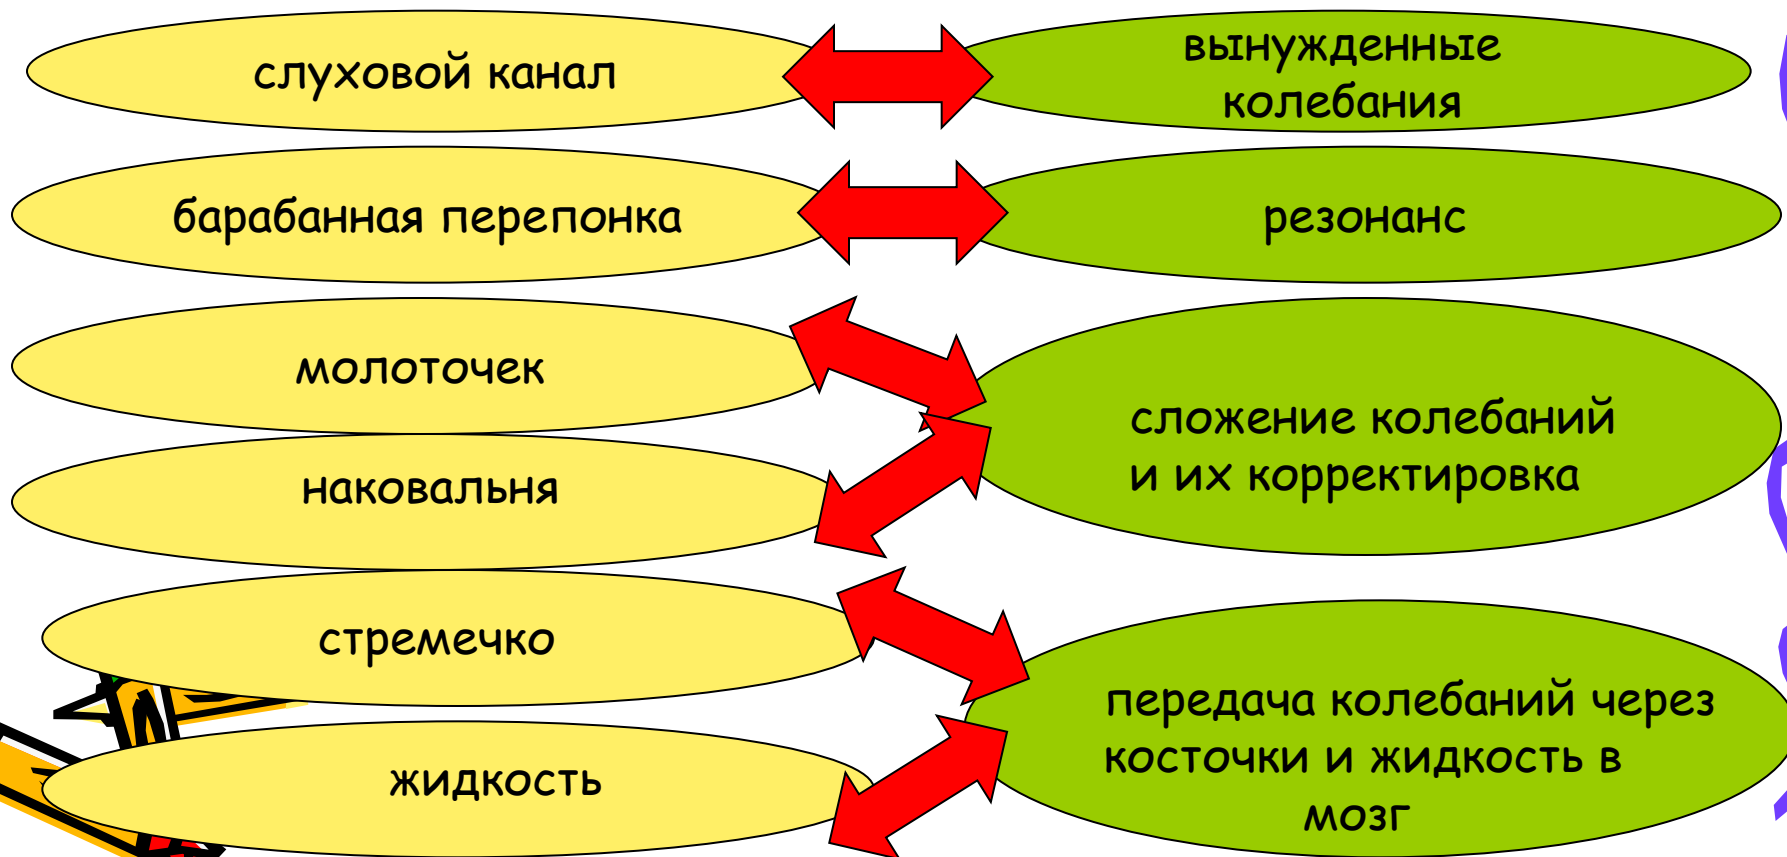 слуховой канал
вынужденные
колебания
барабанная перепонка
резонанс
молоточек
сложение колебаний
и их корректировка
наковальня
стремечко
передача колебаний через
косточки и жидкость в
мозг
жидкость